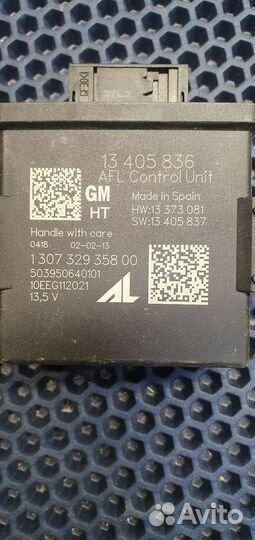 13 405 836
AFL Control Unit
GM
HT
Made in Spain
HW:13 373 081
SW:13 405 837
Handle with care
0418 02-02-13
1 307 329 358 00
503950640101
10EEG112021
13,5 V
AL
Avito